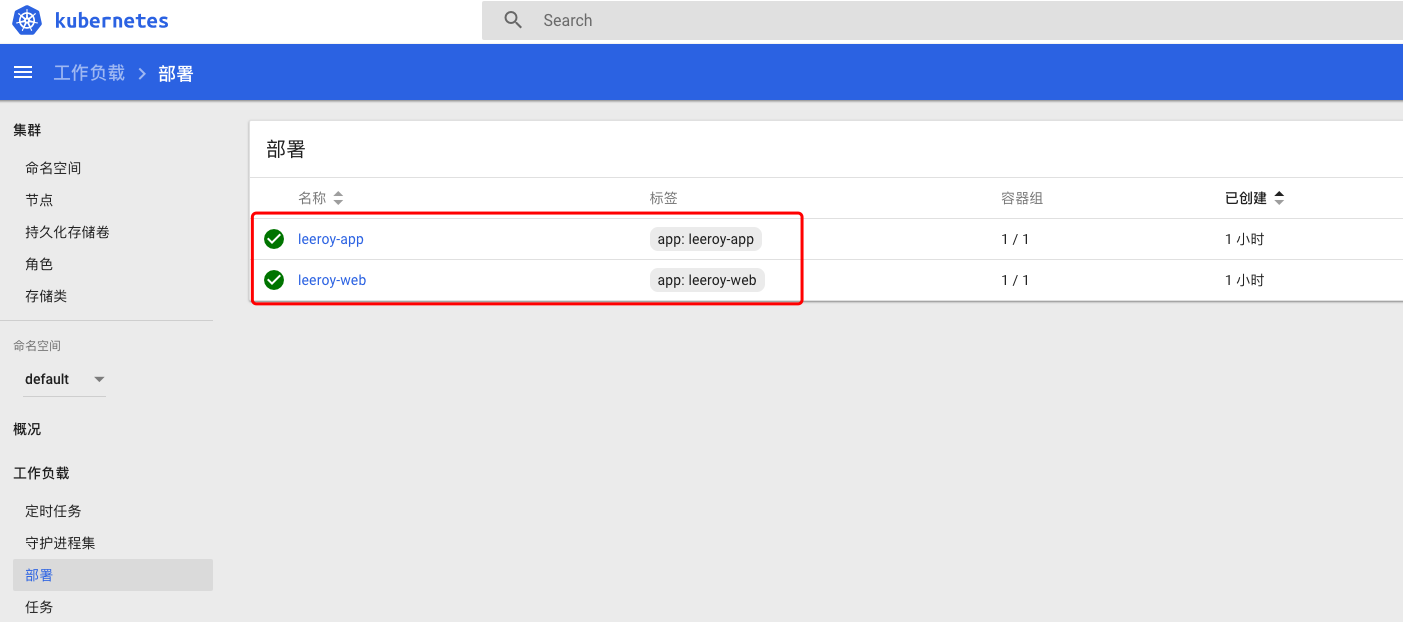 kubernetes
Search
工作负载 > 部署
集群
命名空间
节点
持久化存储卷
角色
存储类
命名空间
default
概况
工作负载
定时任务
守护进程集
部署
任务
部署
名称 标签 容器组 已创建
leeroy-app app: leeroy-app 1 / 1 1 小时
leeroy-web app: leeroy-web 1 / 1 1 小时